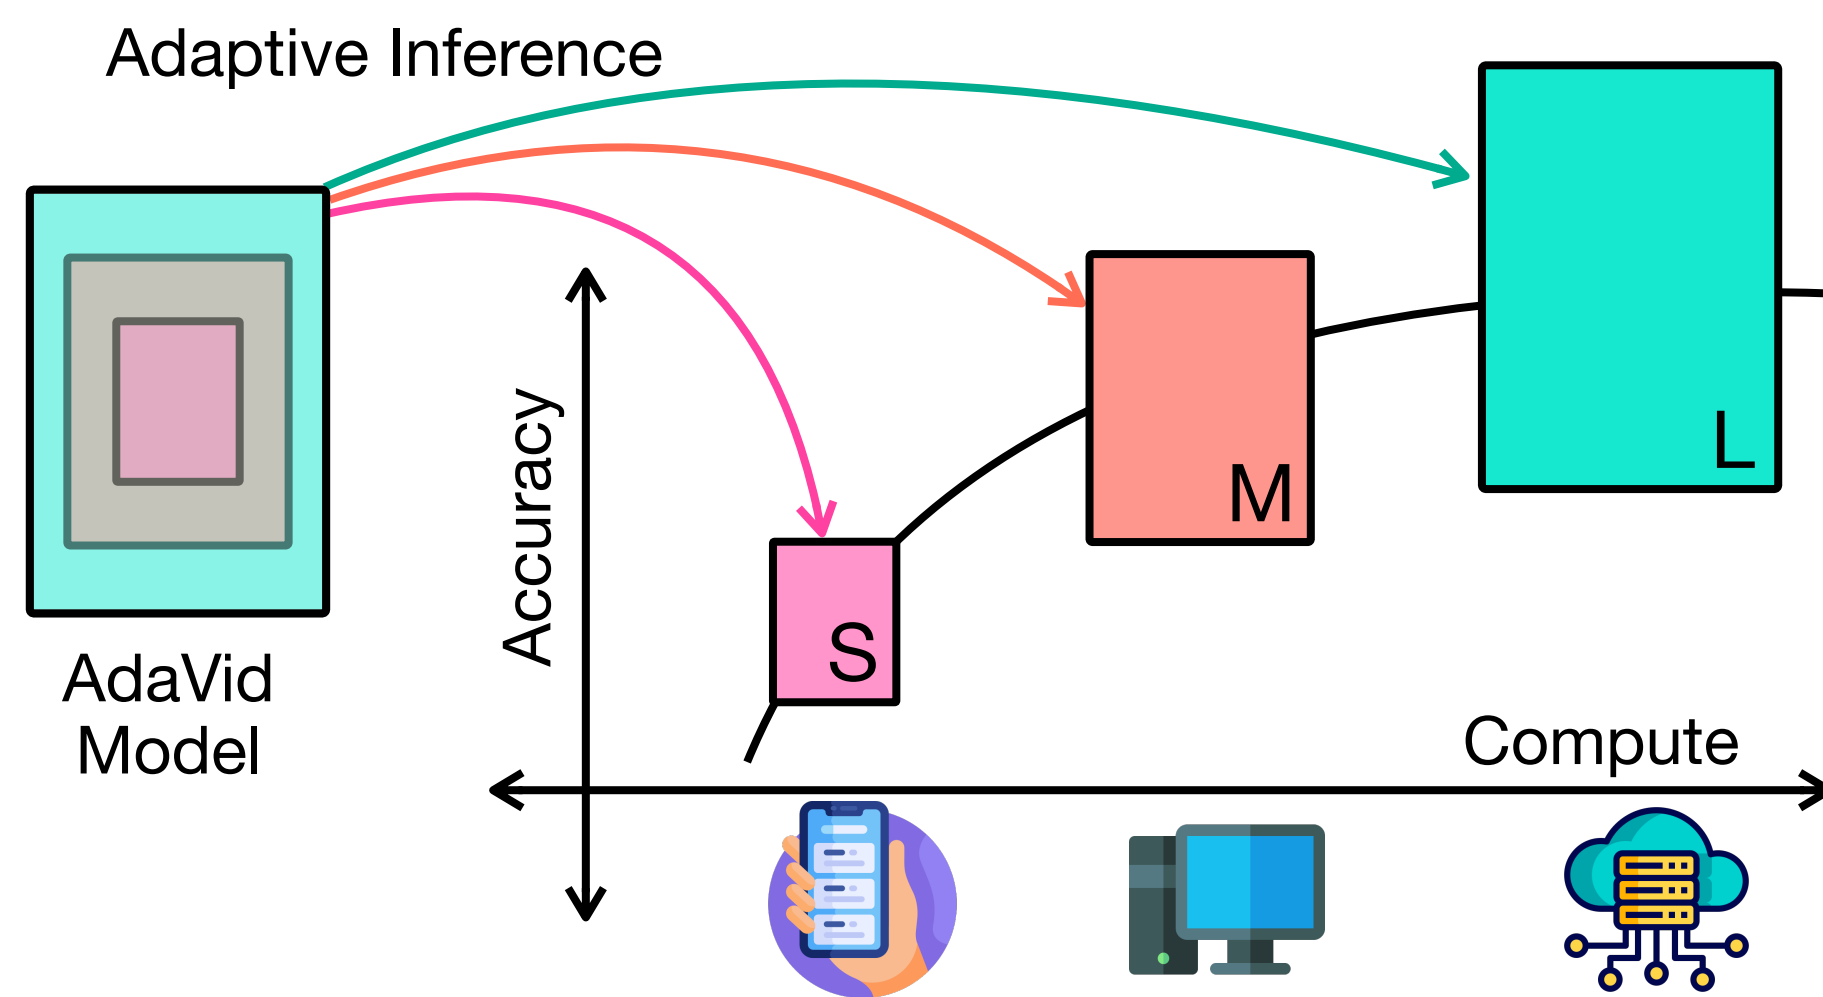 Adaptive Inference
AdaVid
Model
Accuracy
S
M
L
Compute